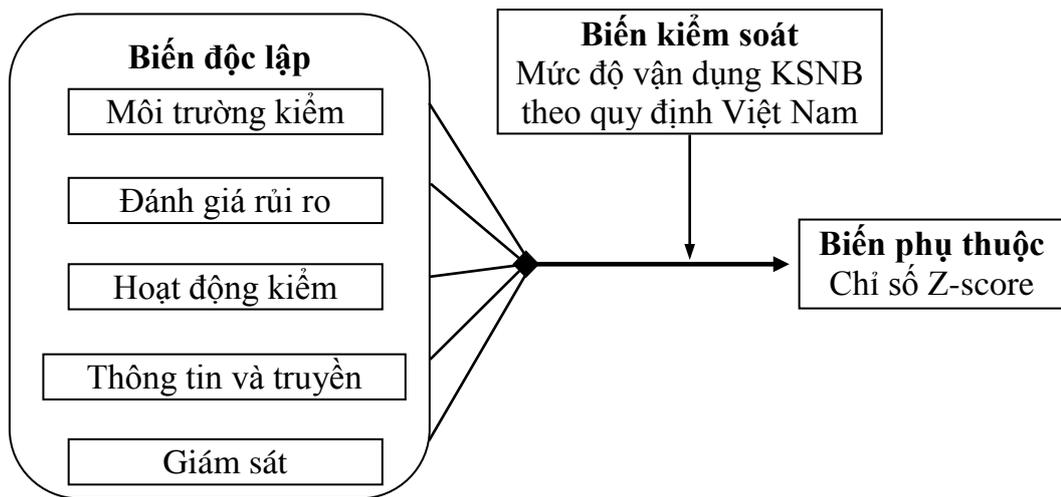 Biến độc lập
Môi trường kiểm
Đánh giá rủi ro
Hoạt động kiểm
Thông tin và truyền
Giám sát
Biến kiểm soát
Mức độ vận dụng KSNB
theo quy định Việt Nam
Biến phụ thuộc
Chỉ số Z-score